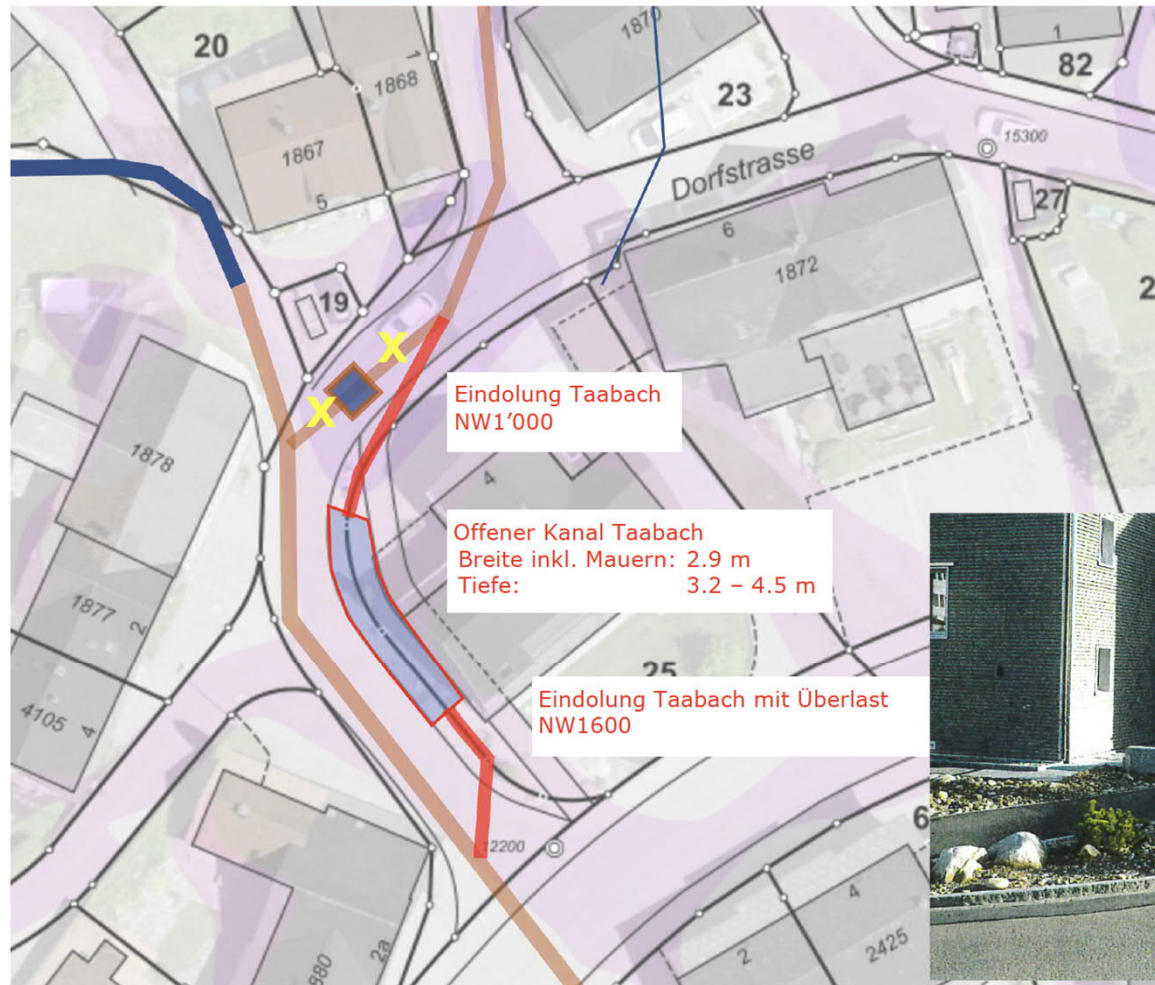 20
1
1868
1870
23
1
82
1867
5
15300
Dorfstrasse
27
6
1872
19
2
X
X
Eindolung Taabach
NW1’000
1878
4
Offener Kanal Taabach
Breite inkl. Mauern: 2.9 m
Tiefe: 3.2 – 4.5 m
1877
2
25
4105
4
Eindolung Taabach mit Überlast
NW1600
12200
6
4
2
2425
2a
880